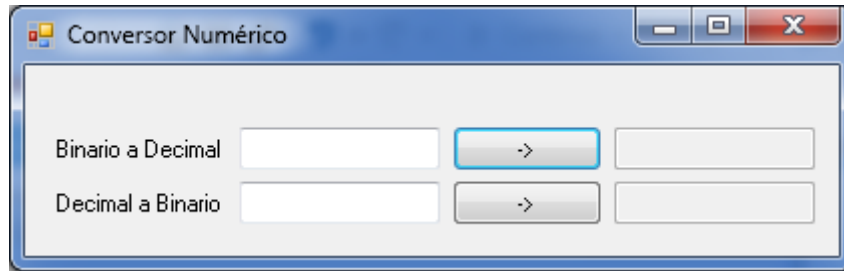 Conversor Numérico
Binario a Decimal ->
Decimal a Binario ->